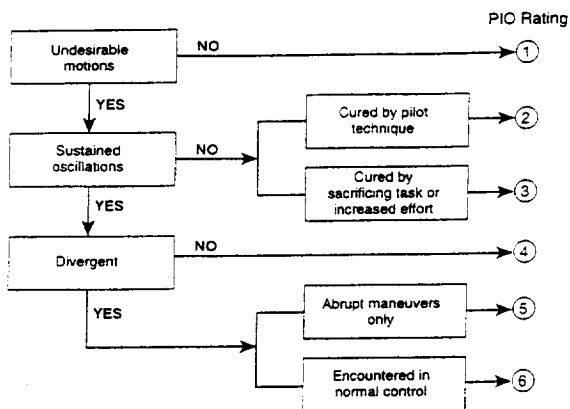 PIO Rating
Undesirable
motions
NO
1
YES
Cured by pilot
technique
2
Sustained
oscillations
NO
Cured by
sacrificing task or
increased effort
3
YES
Divergent
NO
4
YES
Abrupt maneuvers
only
5
Encountered in
normal control
6